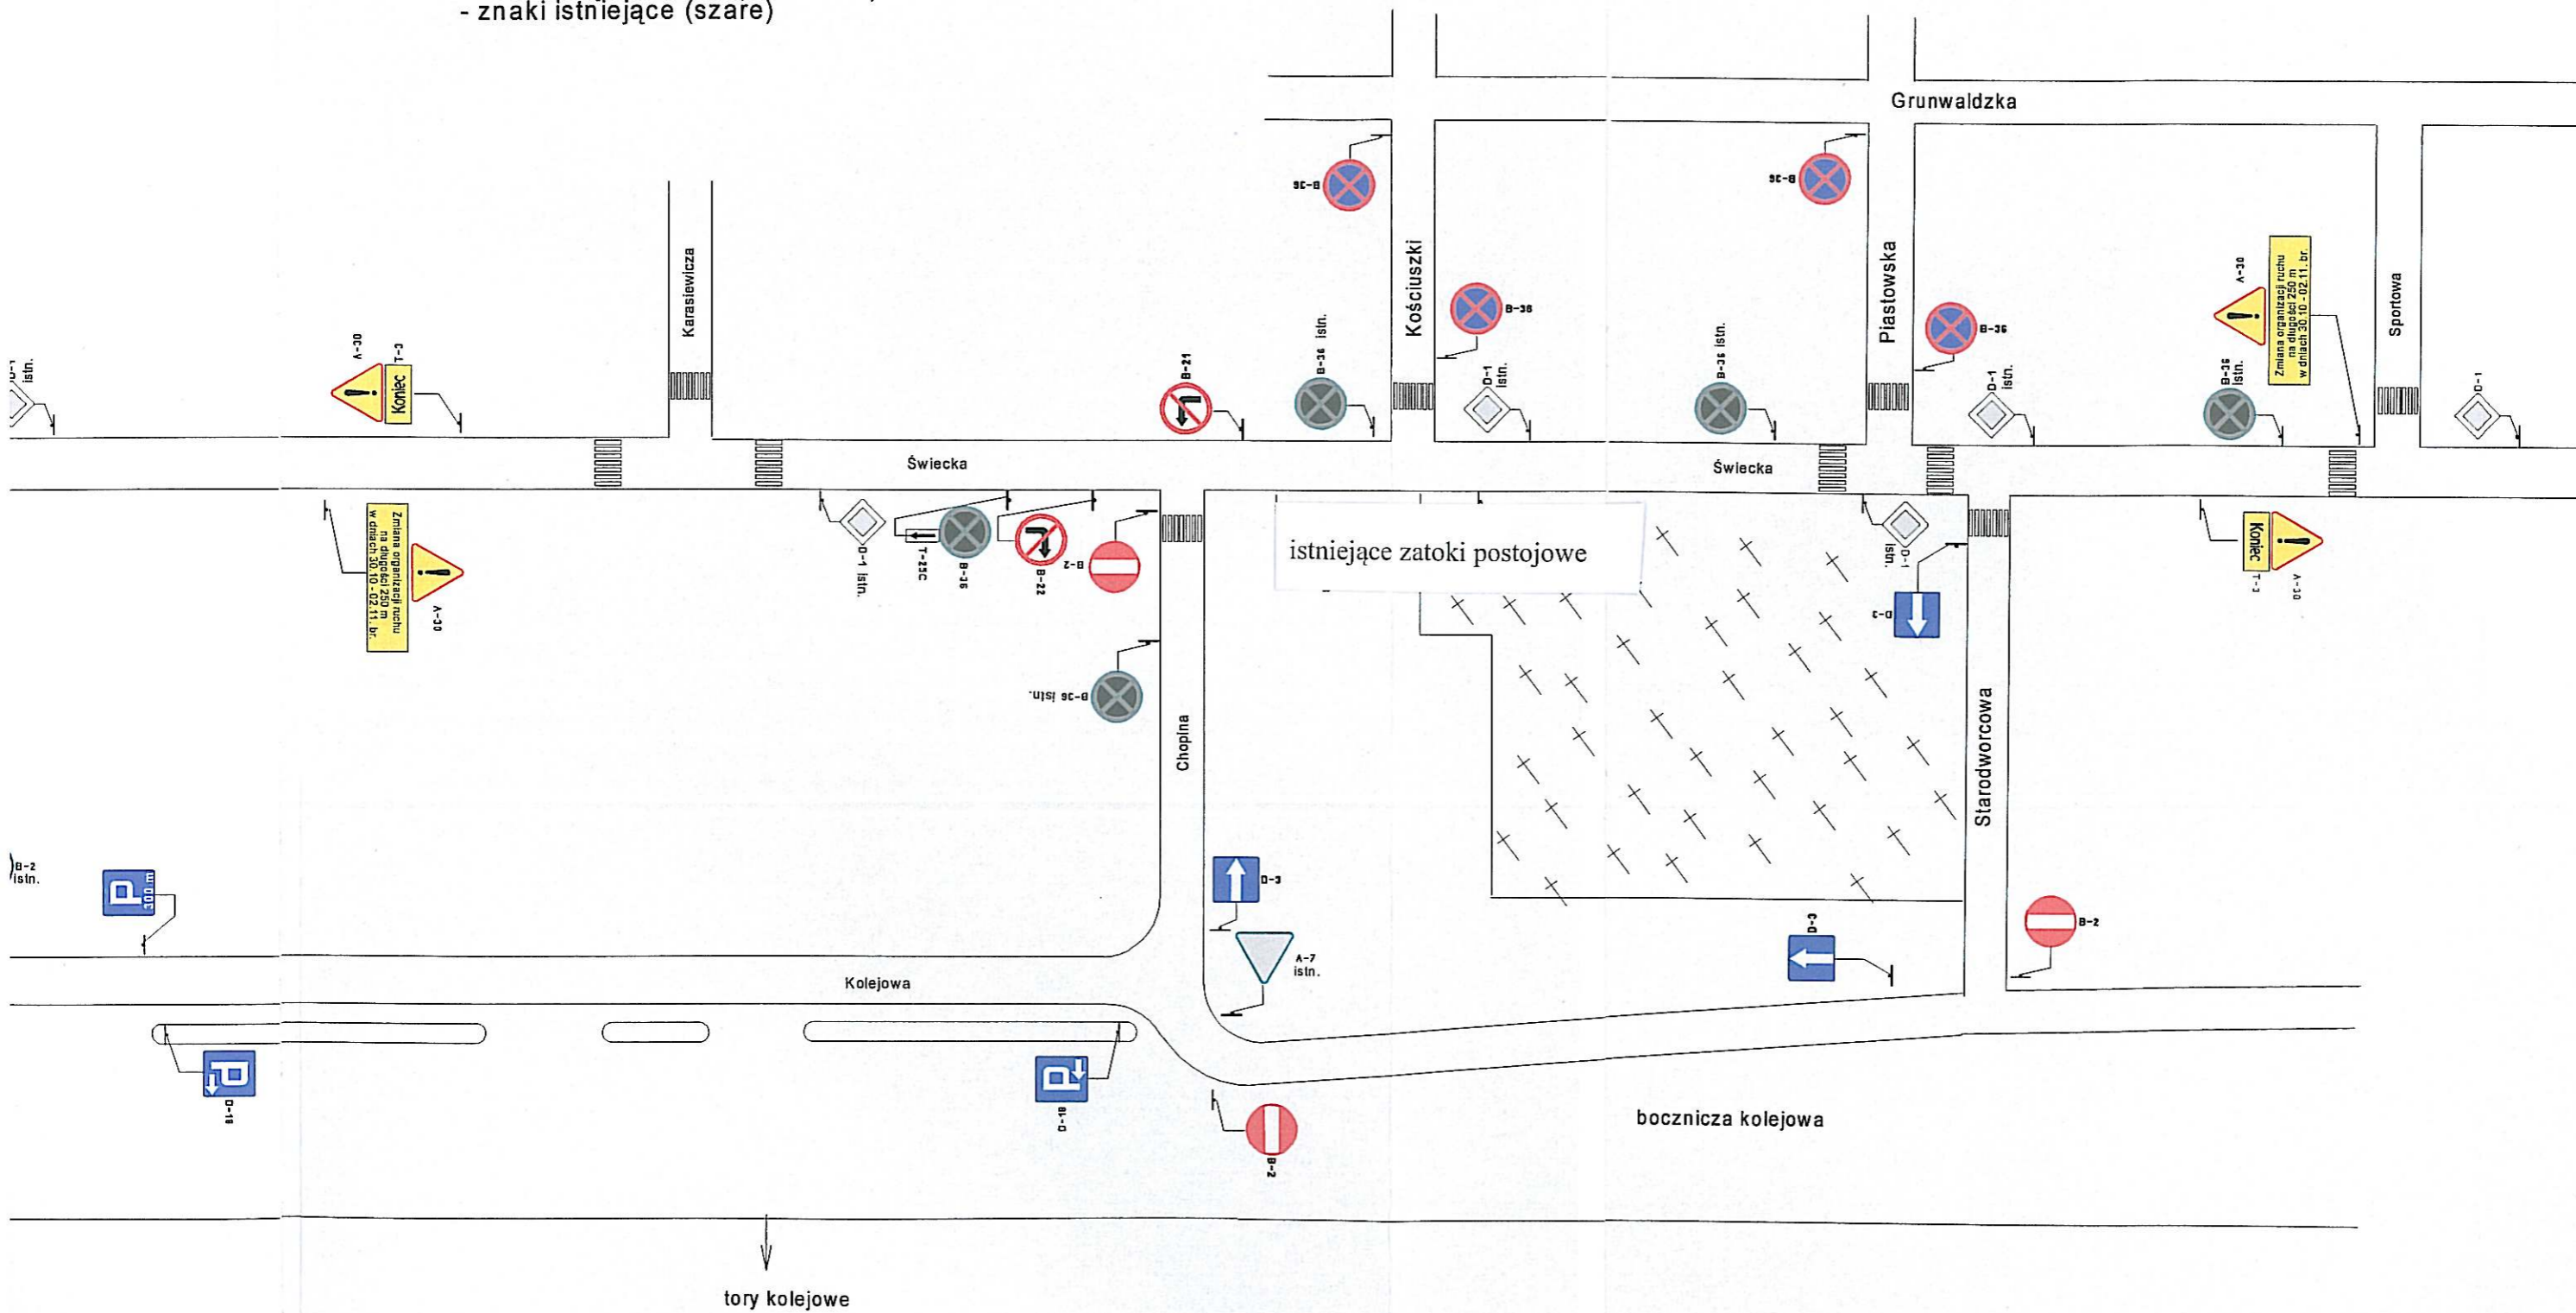 - znaki istniejące (szare)
Grunwaldzka
B-36
B-36
Karasiewicza
Kościuszki
Piastowska
Sportowa
B-36
B-36
A-30
Zmiana organizacji ruchu
na długości 250 m
w dniach 30.10 - 02.11. br.
istn.
A-30
T-3
Koniec
B-21
B-36 istn.
D-1
istn.
B-36 istn.
D-1
istn.
B-36
istn.
D-1
Świecka
Świecka
Zmiana organizacji ruchu
na długości 250 m
w dniach 30.10 - 02.11. br.
A-30
D-1 istn.
T-25C
B-36
B-22
B-2
istniejące zatoki postojowe
D-1
istn.
D-3
Koniec
T-3
A-30
B-36 istn.
Chopina
Starodworcowa
B-2
istn.
P
300 m
D-3
A-7
istn.
D-3
B-2
Kolejowa
P
D-18
P
D-18
B-2
bocznicza kolejowa
tory kolejowe